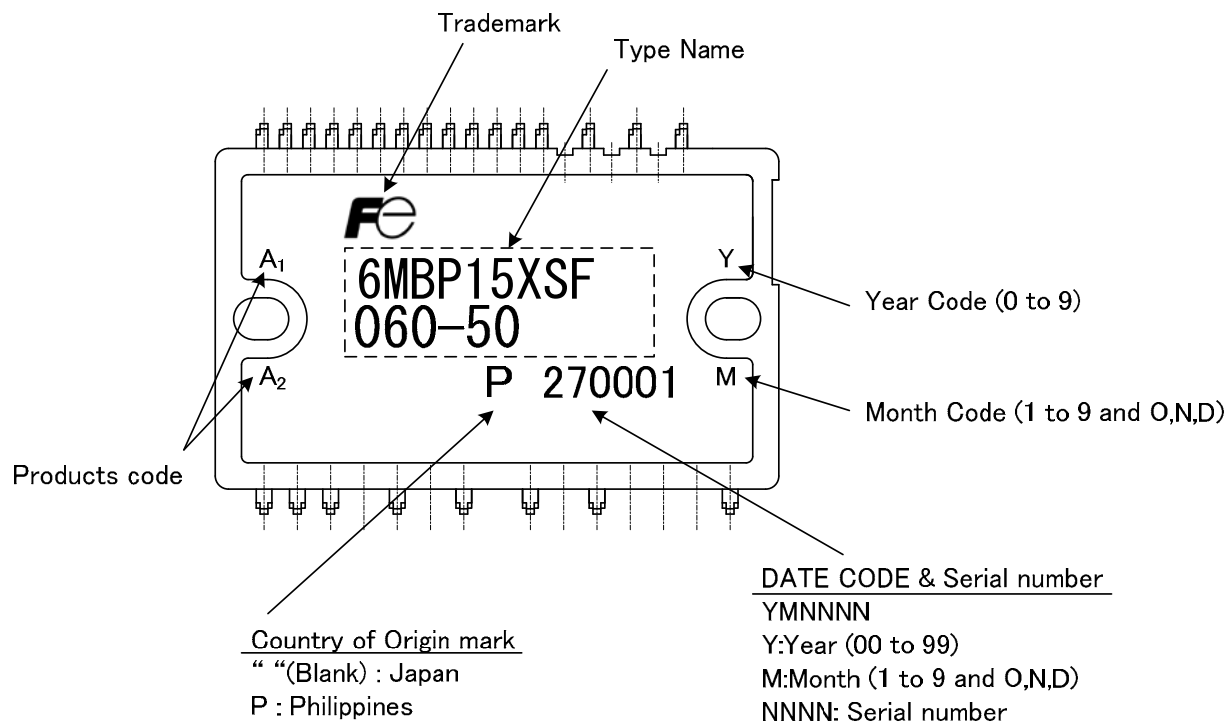 Trademark
Type Name
Fe
A1
6MBP15XSF
060-50
Y
Year Code (0 to 9)
A2
P 270001
M
Month Code (1 to 9 and O,N,D)
Products code
Country of Origin mark
“ “(Blank) : Japan
P : Philippines
DATE CODE & Serial number
YMNNNN
Y:Year (00 to 99)
M:Month (1 to 9 and O,N,D)
NNNN: Serial number